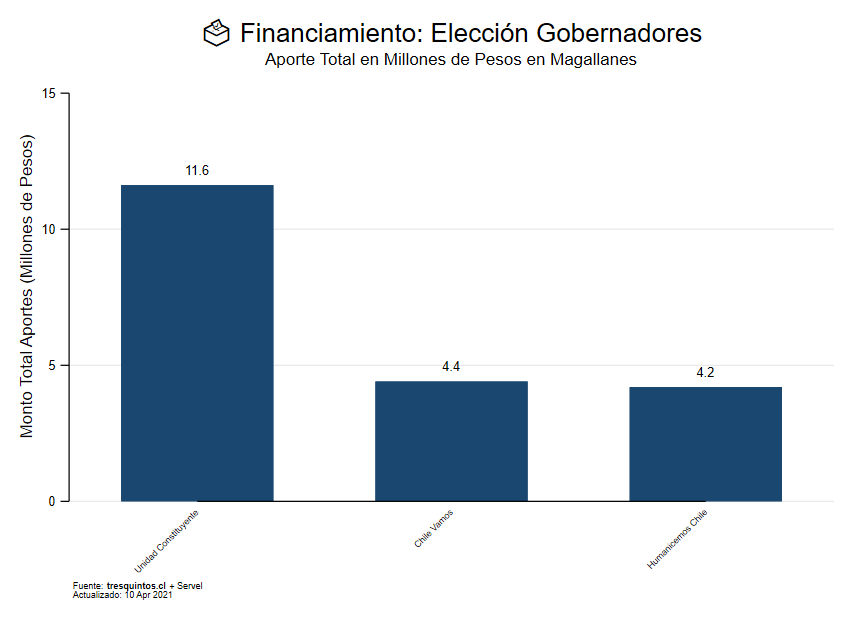 Financiamiento: Elección Gobernadores
Aporte Total en Millones de Pesos en Magallanes
Monto Total Aportes (Millones de Pesos)
15
10
5
0
11.6
4.4
4.2
Unidad Constituyente
Chile Vamos
Humanicemos Chile
Fuente: tresquintos.cl + Servel
Actualizado: 10 Apr 2021